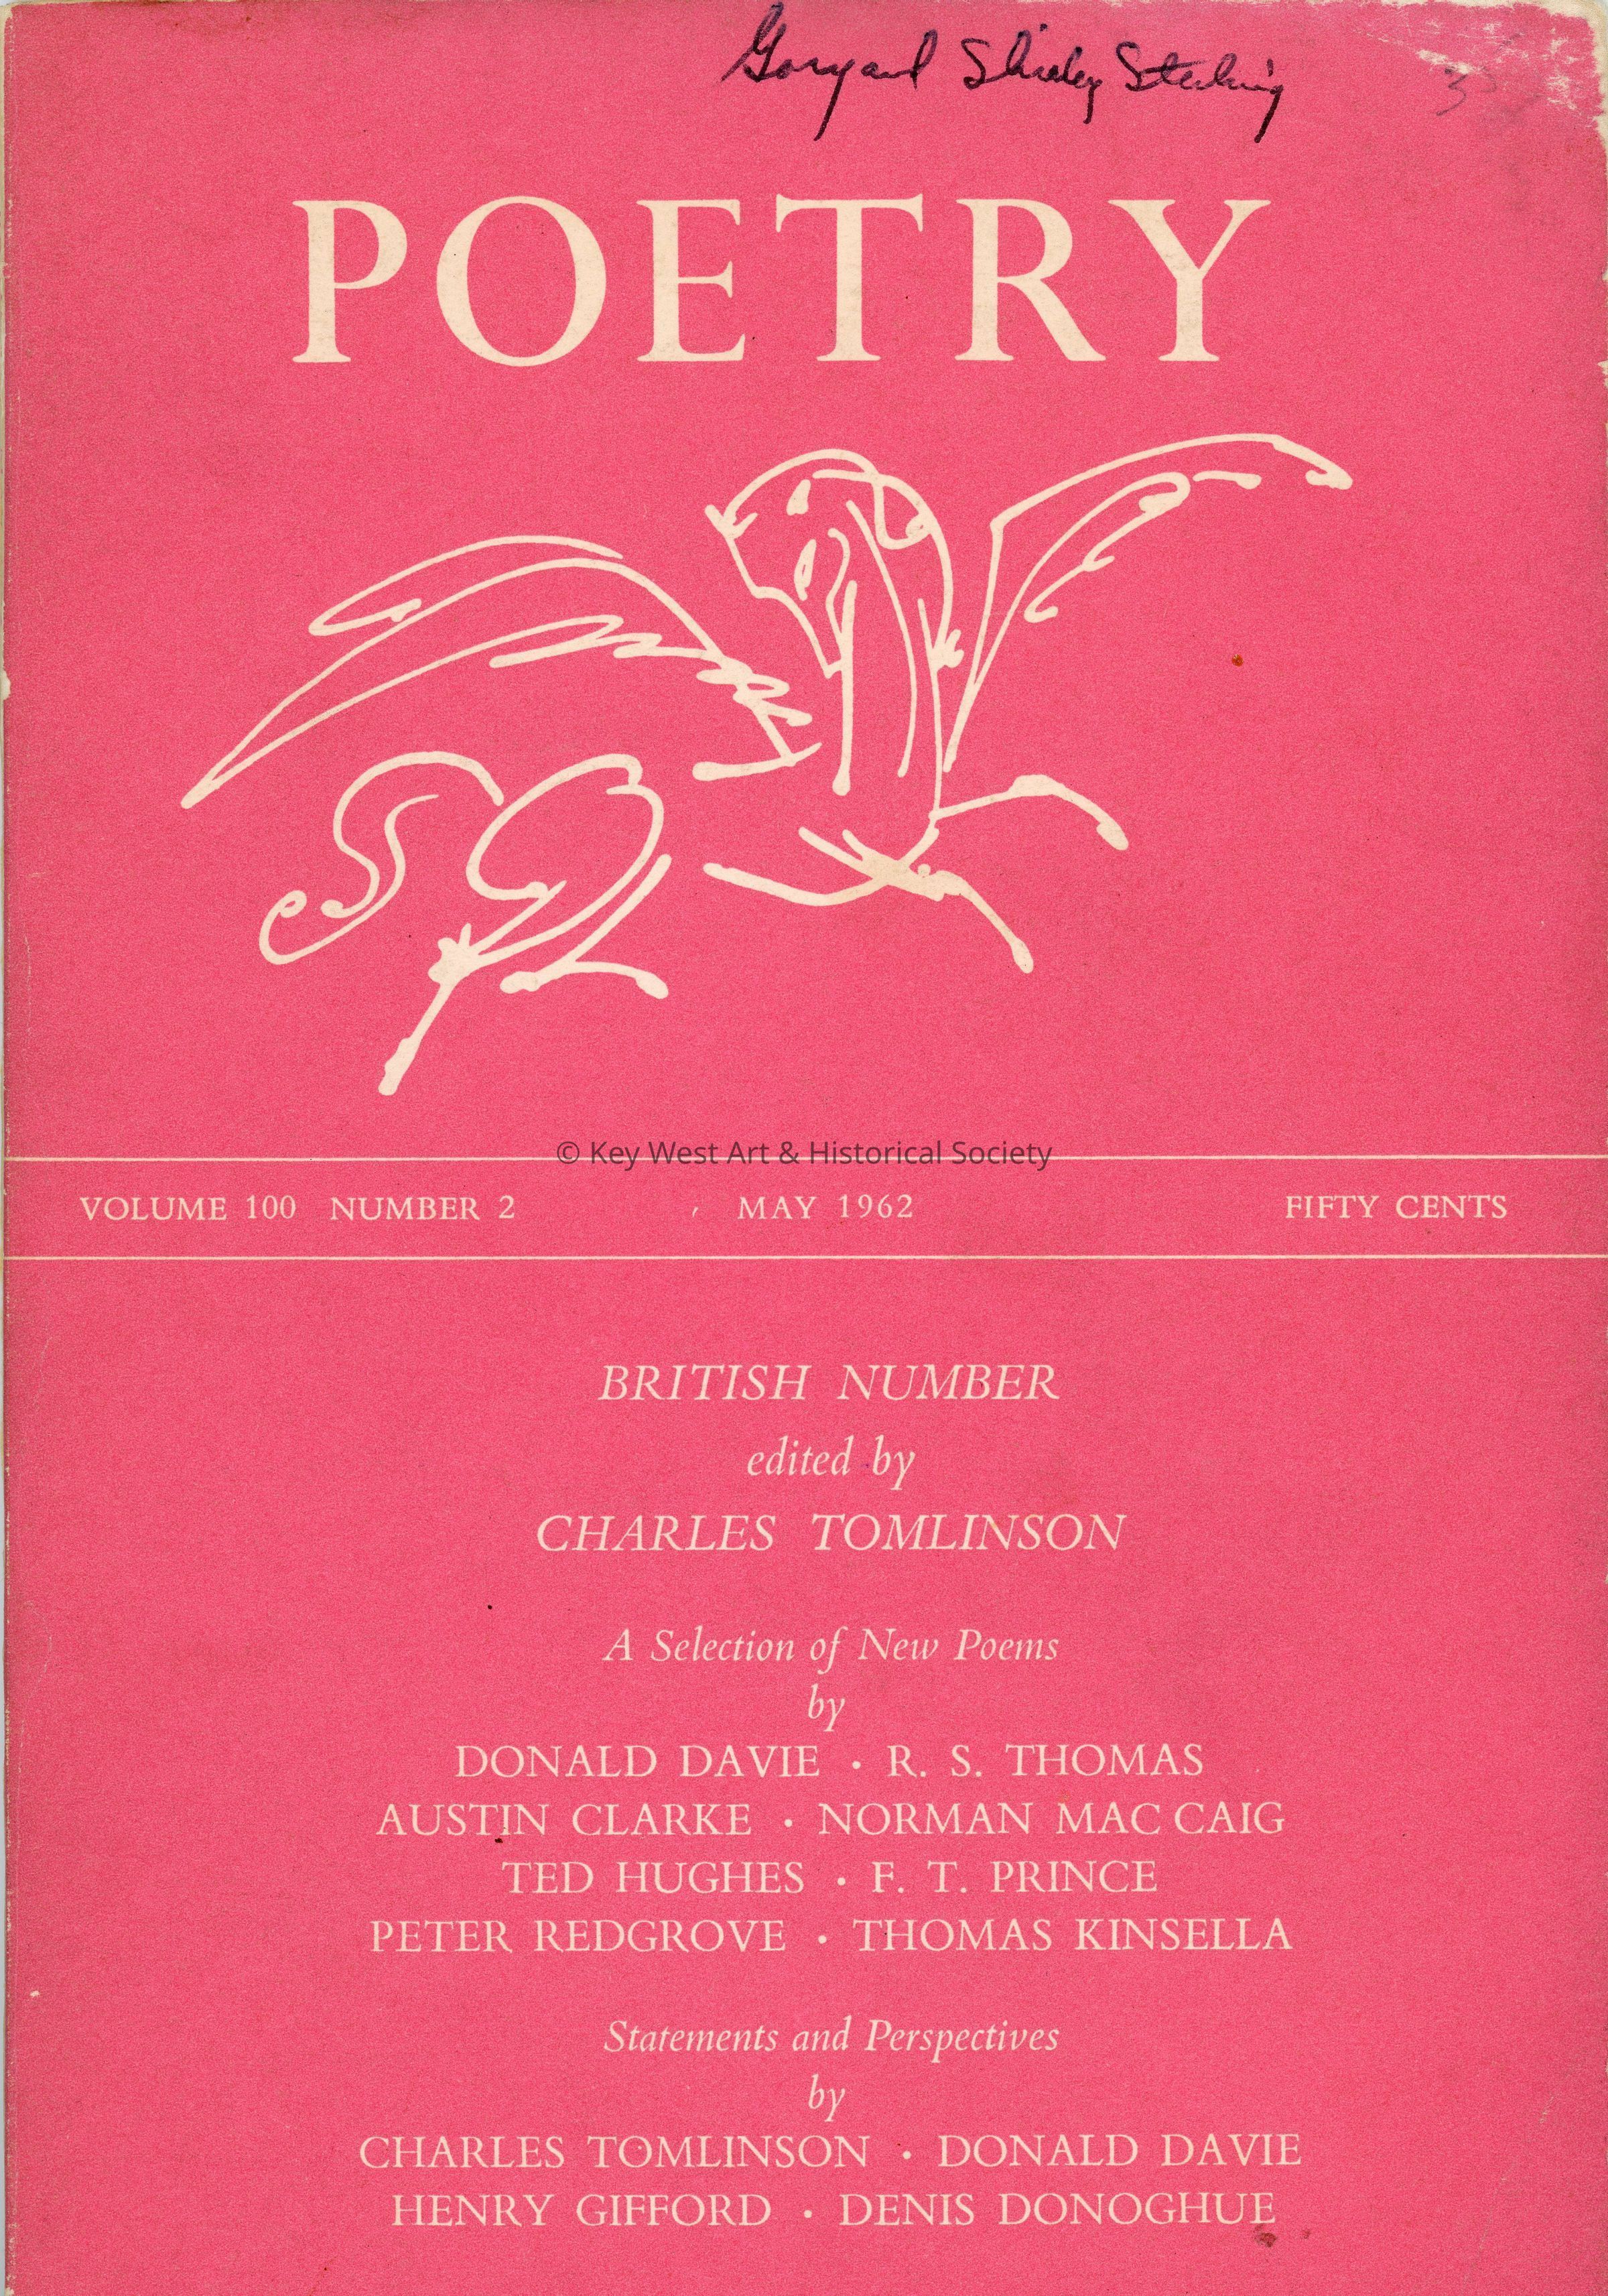 Gory and Shirley Sterling
POETRY
© Key West Art & Historical Society
VOLUME 100 NUMBER 2 MAY 1962 FIFTY CENTS
BRITISH NUMBER
edited by
CHARLES TOMLINSON
A Selection of New Poems
by
DONALD DAVIE · R. S. THOMAS
AUSTIN CLARKE · NORMAN MAC CAIG
TED HUGHES · F. T. PRINCE
PETER REDGROVE · THOMAS KINSELLA
Statements and Perspectives
by
CHARLES TOMLINSON · DONALD DAVIE
HENRY GIFFORD · DENIS DONOGHUE